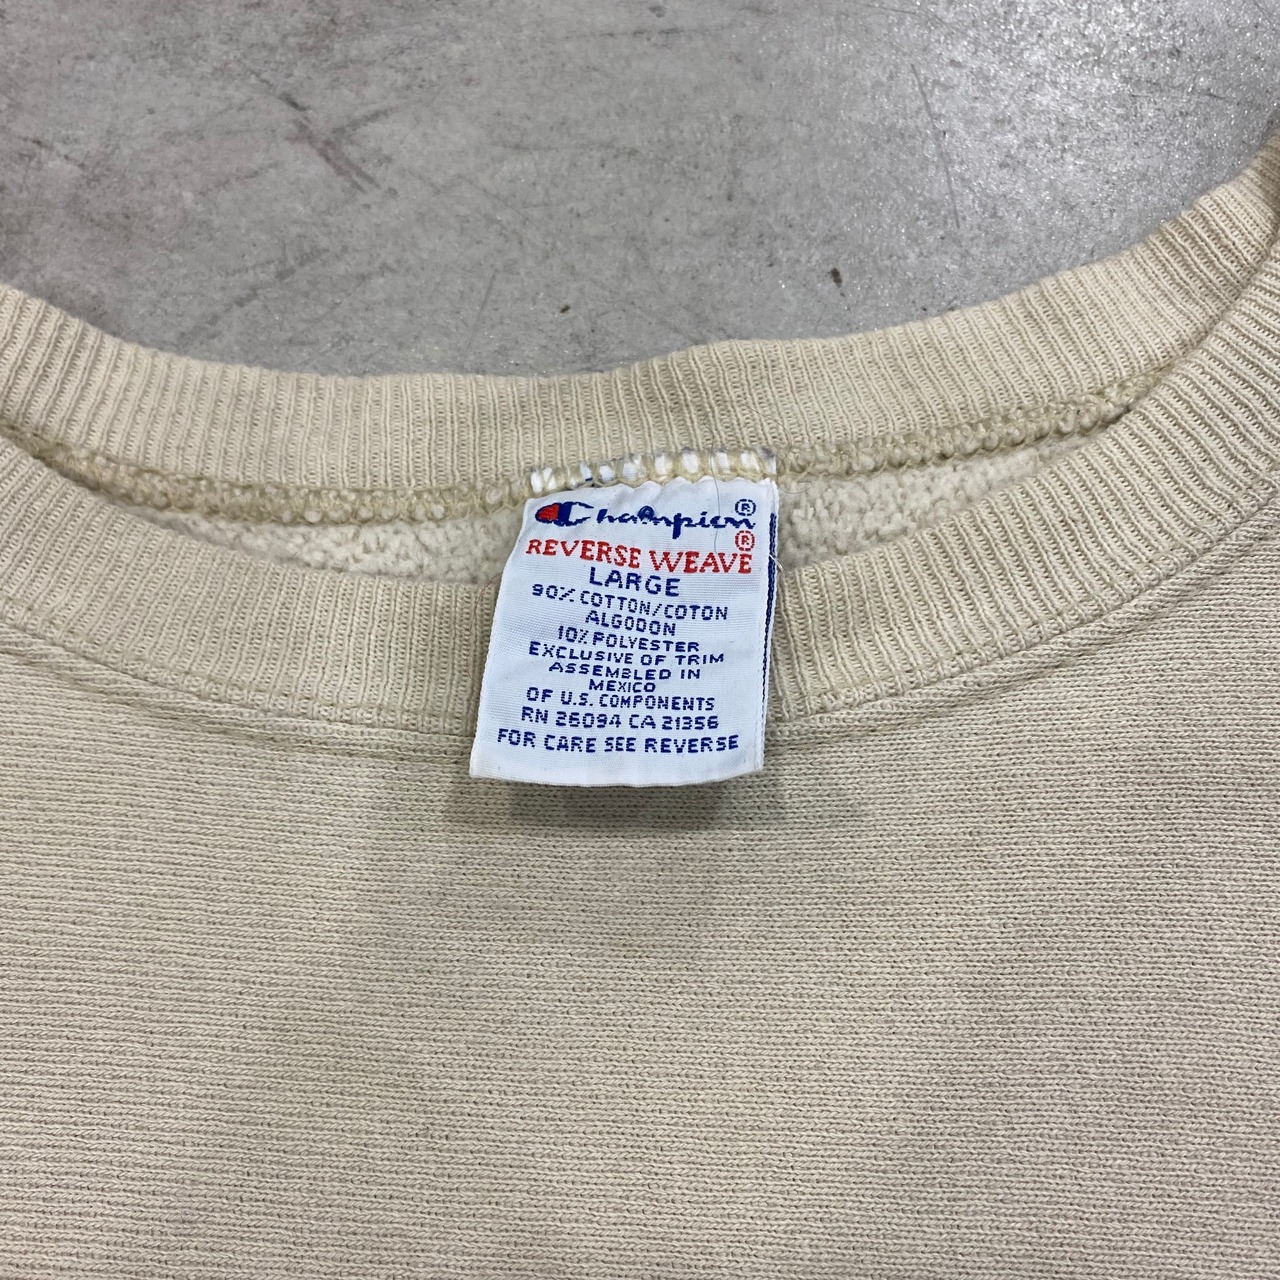 Champion®
REVERSE WEAVE®
LARGE
90% COTTON/COTON
ALGODON
10% POLYESTER
EXCLUSIVE OF TRIM
ASSEMBLED IN
MEXICO
OF U.S. COMPONENTS
RN 26094 CA 21356
FOR CARE SEE REVERSE